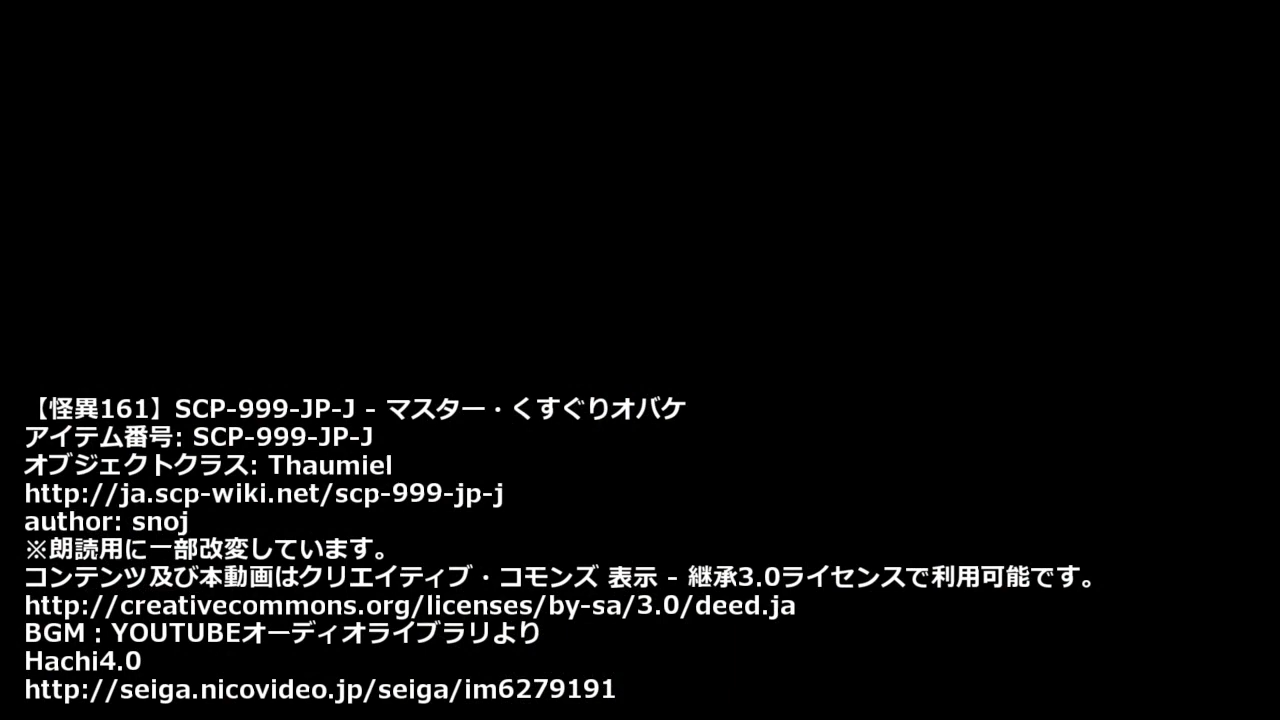 【怪異161】SCP-999-JP-J - マスター・くすぐりオバケ
アイテム番号: SCP-999-JP-J
オブジェクトクラス: Thaumiel
http://ja.scp-wiki.net/scp-999-jp-j
author: snoj
※朗読用に一部改変しています。
コンテンツ及び本動画はクリエイティブ・コモンズ 表示 - 継承3.0ライセンスで利用可能です。
http://creativecommons.org/licenses/by-sa/3.0/deed.ja
BGM : YOUTUBEオーディオライブラリより
Hachi4.0
http://seiga.nicovideo.jp/seiga/im6279191